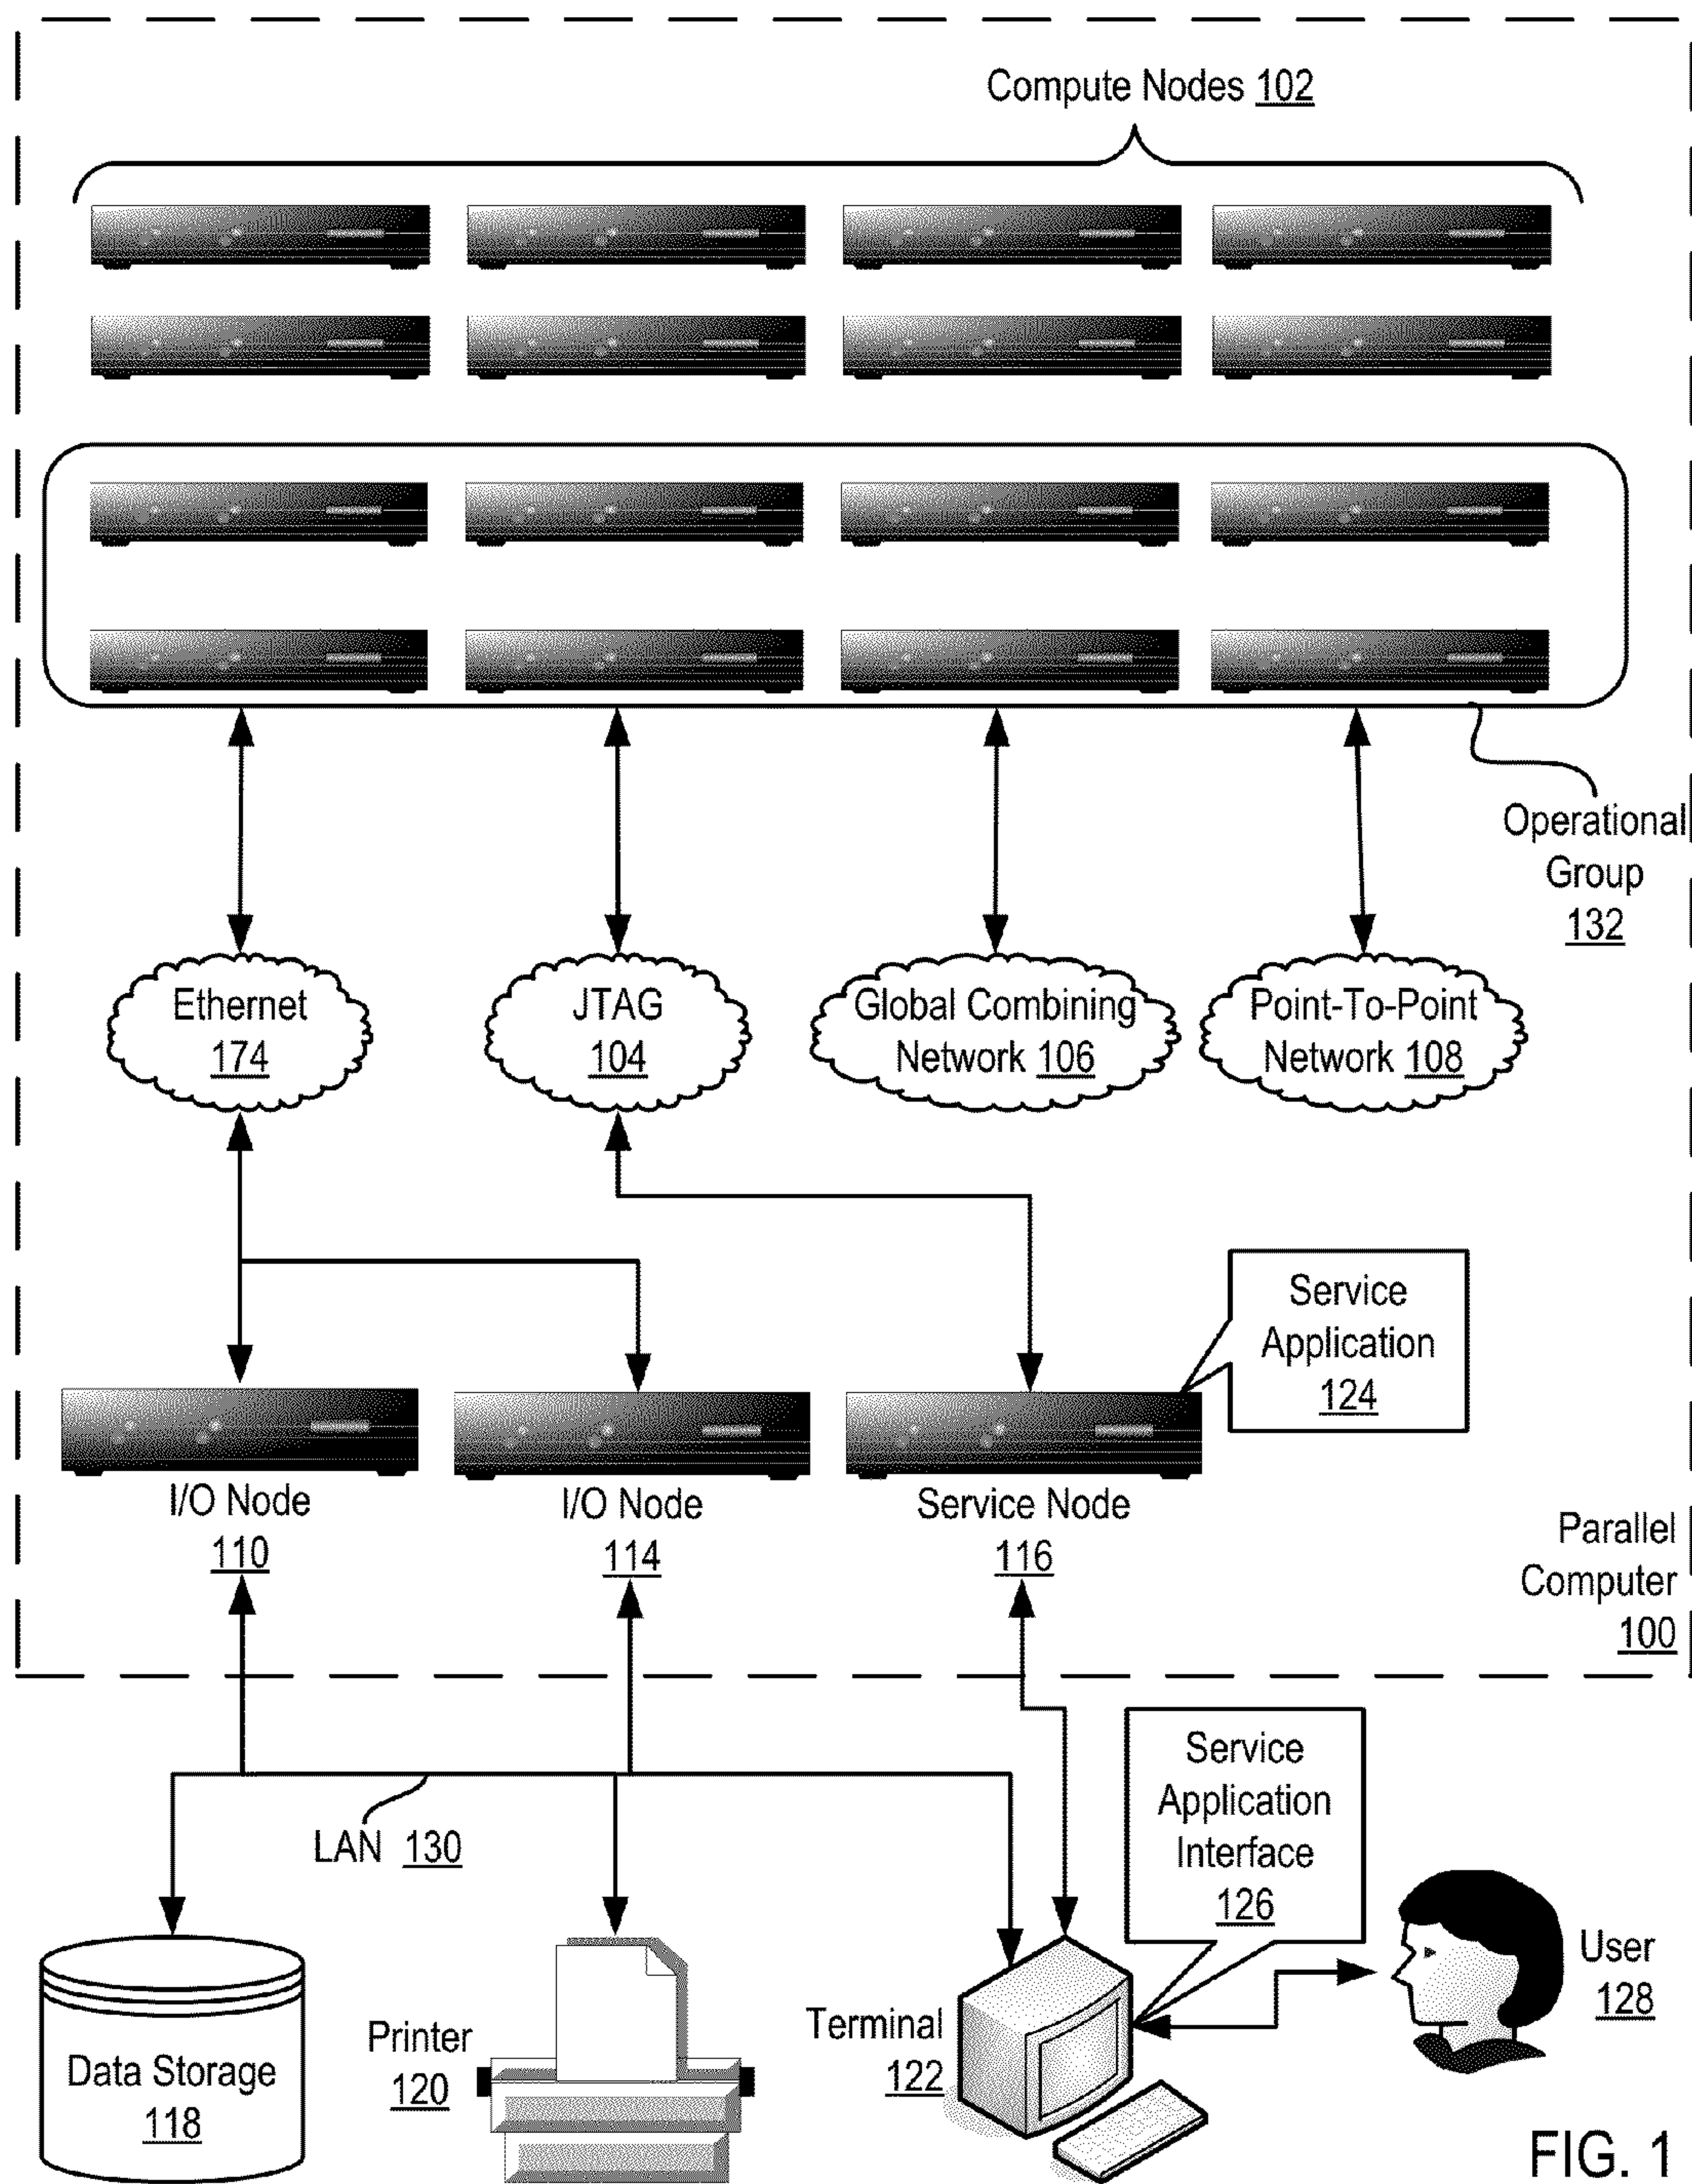 Compute Nodes 102
Operational
Group
132
Ethernet
174
JTAG
104
Global Combining
Network 106
Point-To-Point
Network 108
Service
Application
124
I/O Node
110
I/O Node
114
Service Node
116
Parallel
Computer
100
Service
Application
Interface
126
LAN 130
User
128
Data Storage
118
Printer
120
Terminal
122
FIG. 1